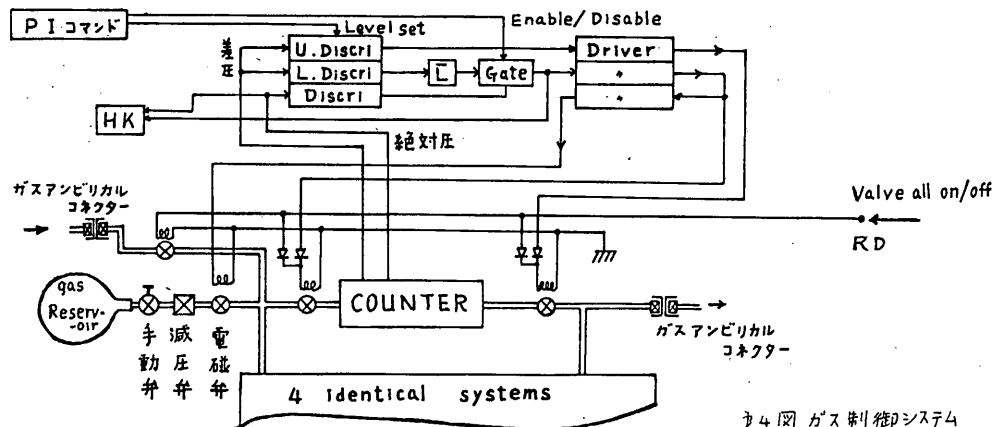 PIコマンド
Level set
Enable/Disable
差圧
U.Discri
L.Discri
Discri
Gate
Driver
〃
〃
HK
絶対圧
ガスアンビリカル
コネクター
Valve all on/off
RD
gas
Reserv-
-oir
手動弁
減圧弁
電磁弁
COUNTER
ガスアンビリカル
コネクター
4 identical systems
第4図 ガス制御システム